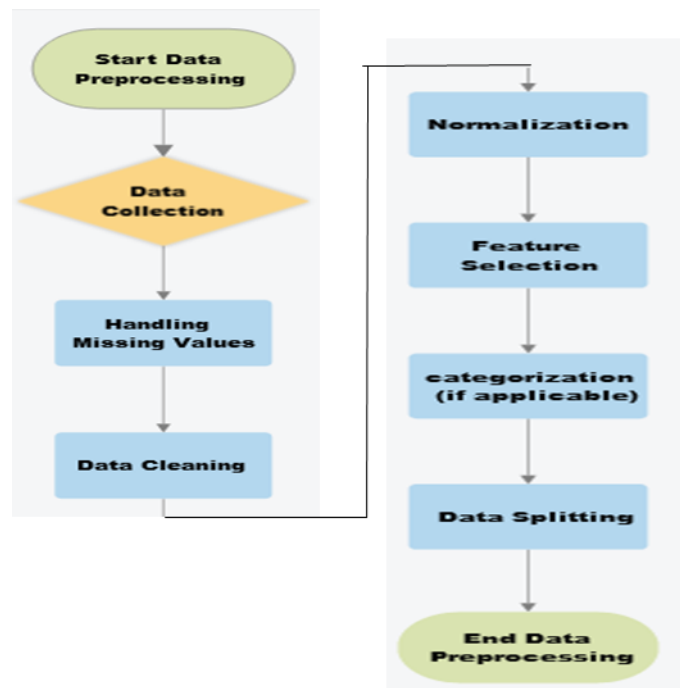 Start Data
Preprocessing
Data
Collection
Handling
Missing Values
Data Cleaning
Normalization
Feature
Selection
categorization
(if applicable)
Data Splitting
End Data
Preprocessing